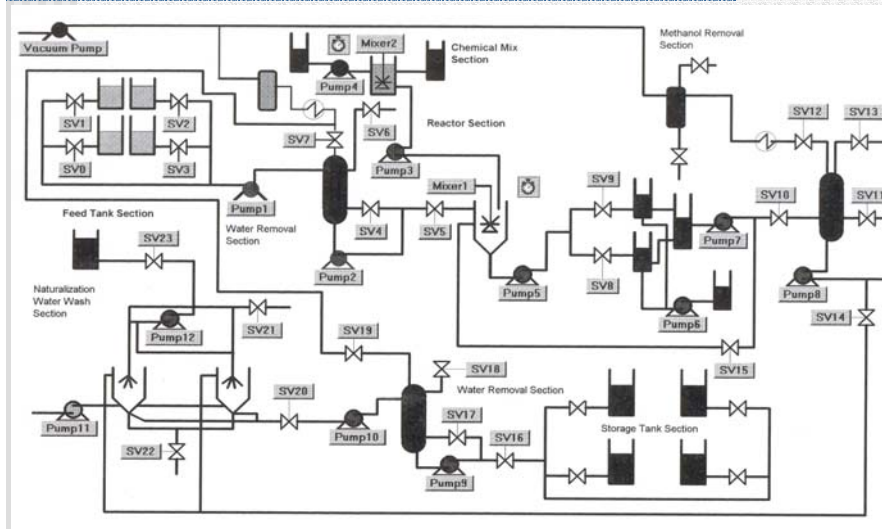 Vacuum Pump
Pump4
Mixer2
Chemical Mix
Section
Methanol Removal
Section
SV1
SV2
SV0
SV3
SV7
SV6
Pump3
Reactor Section
SV12
SV13
Pump1
Mixer1
Feed Tank Section
Water Removal
Section
SV4
SV5
SV9
SV10
SV11
Pump7
Pump2
Pump5
SV8
Pump6
Pump8
SV14
SV23
Naturalization
Water Wash
Section
Pump12
SV21
SV19
SV15
SV18
Water Removal Section
SV20
SV17
SV16
Storage Tank Section
Pump11
Pump10
SV22
Pump9